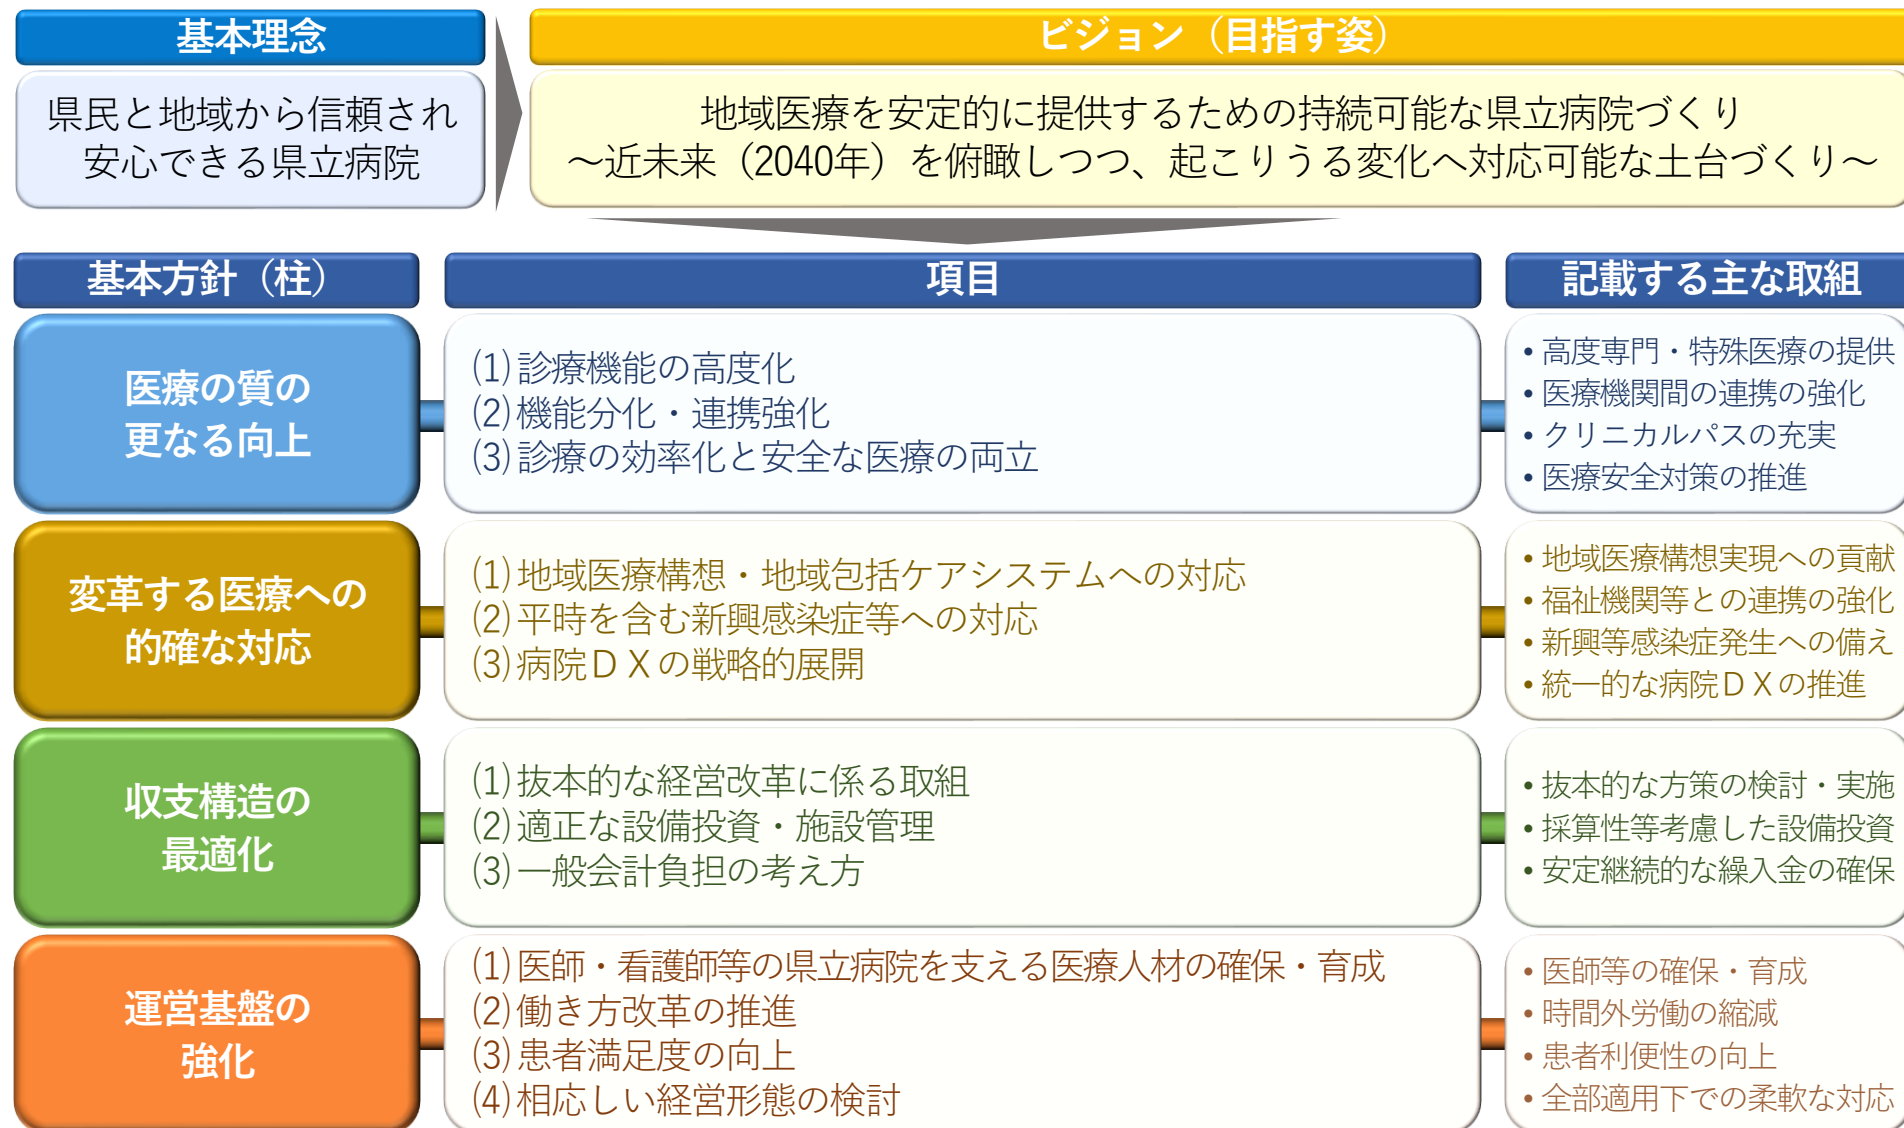 基本理念
ビジョン（目指す姿）
県民と地域から信頼され
安心できる県立病院
地域医療を安定的に提供するための持続可能な県立病院づくり
～近未来（2040年）を俯瞰しつつ、起こりうる変化へ対応可能な土台づくり～
基本方針（柱）
項目
記載する主な取組
医療の質の
更なる向上
(1)診療機能の高度化
(2)機能分化・連携強化
(3)診療の効率化と安全な医療の両立
• 高度専門・特殊医療の提供
• 医療機関間の連携の強化
• クリニカルパスの充実
• 医療安全対策の推進
変革する医療への
的確な対応
(1)地域医療構想・地域包括ケアシステムへの対応
(2)平時を含む新興感染症等への対応
(3)病院ＤＸの戦略的展開
• 地域医療構想実現への貢献
• 福祉機関等との連携の強化
• 新興等感染症発生への備え
• 統一的な病院ＤＸの推進
収支構造の
最適化
(1)抜本的な経営改革に係る取組
(2)適正な設備投資・施設管理
(3)一般会計負担の考え方
• 抜本的な方策の検討・実施
• 採算性等考慮した設備投資
• 安定継続的な繰入金の確保
運営基盤の
強化
(1)医師・看護師等の県立病院を支える医療人材の確保・育成
(2)働き方改革の推進
(3)患者満足度の向上
(4)相応しい経営形態の検討
• 医師等の確保・育成
• 時間外労働の縮減
• 患者利便性の向上
• 全部適用下での柔軟な対応